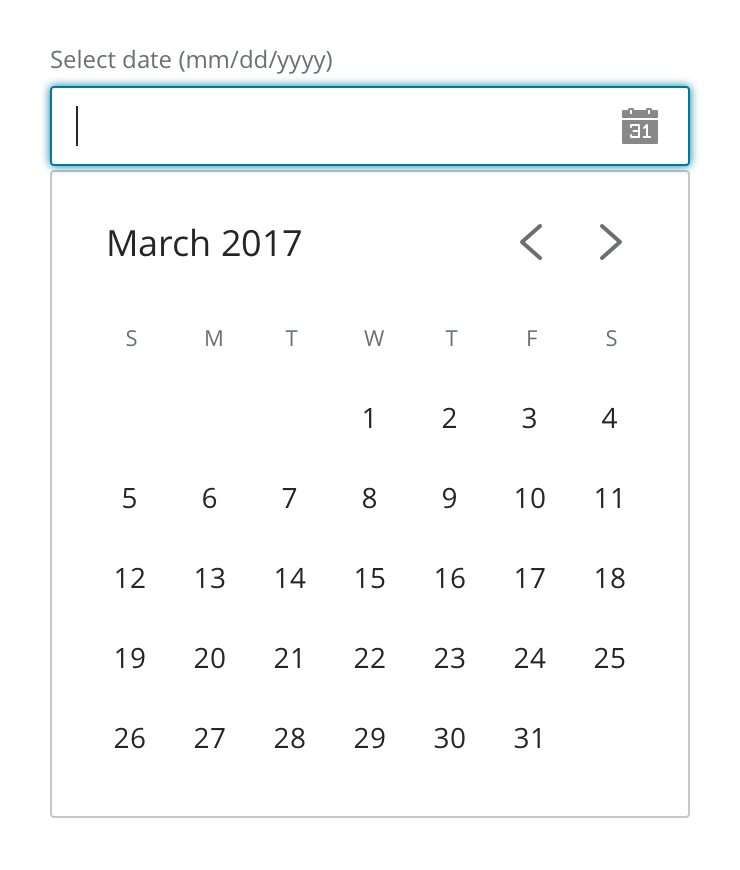 Select date (mm/dd/yyyy)
31
March 2017
S M T W T F S
1 2 3 4
5 6 7 8 9 10 11
12 13 14 15 16 17 18
19 20 21 22 23 24 25
26 27 28 29 30 31